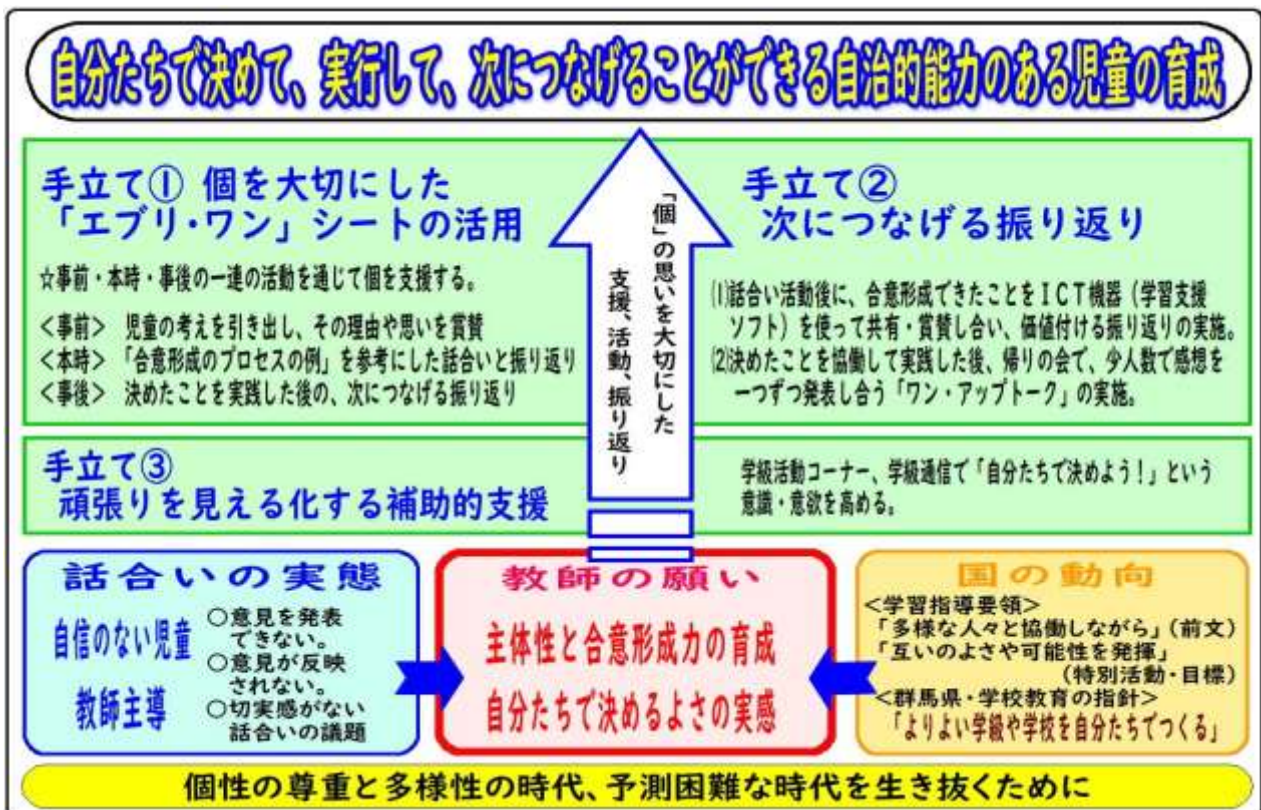 自分たちで決めて、実行して、次につなげることができる自治的能力のある児童の育成
手立て① 個を大切にした
「エブリ・ワン」シートの活用
☆事前・本時・事後の一連の活動を通じて個を支援する。
<事前> 児童の考えを引き出し、その理由や思いを賞賛
<本時> 「合意形成のプロセスの例」を参考にした話合いと振り返り
<事後> 決めたことを実践した後の、次につなげる振り返り
「個」の思いを大切にした
支援、活動、振り返り
手立て②
次につなげる振り返り
⑴話合い活動後に、合意形成できたことをICT機器（学習支援
ソフト）を使って共有・賞賛し合い、価値付ける振り返りの実施。
⑵決めたことを協働して実践した後、帰りの会で、少人数で感想を
一つずつ発表し合う「ワン・アップトーク」の実施。
手立て③
頑張りを見える化する補助的支援
学級活動コーナー、学級通信で「自分たちで決めよう！」という
意識・意欲を高める。
話合いの実態
自信のない児童
教師主導
○意見を発表
できない。
○意見が反映
されない。
○切実感がない
話合いの議題
教師の願い
主体性と合意形成力の育成
自分たちで決めるよさの実感
国の動向
<学習指導要領>
「多様な人々と協働しながら」(前文)
「互いのよさや可能性を発揮」
(特別活動・目標)
<群馬県・学校教育の指針>
「よりよい学級や学校を自分たちでつくる」
個性の尊重と多様性の時代、予測困難な時代を生き抜くために